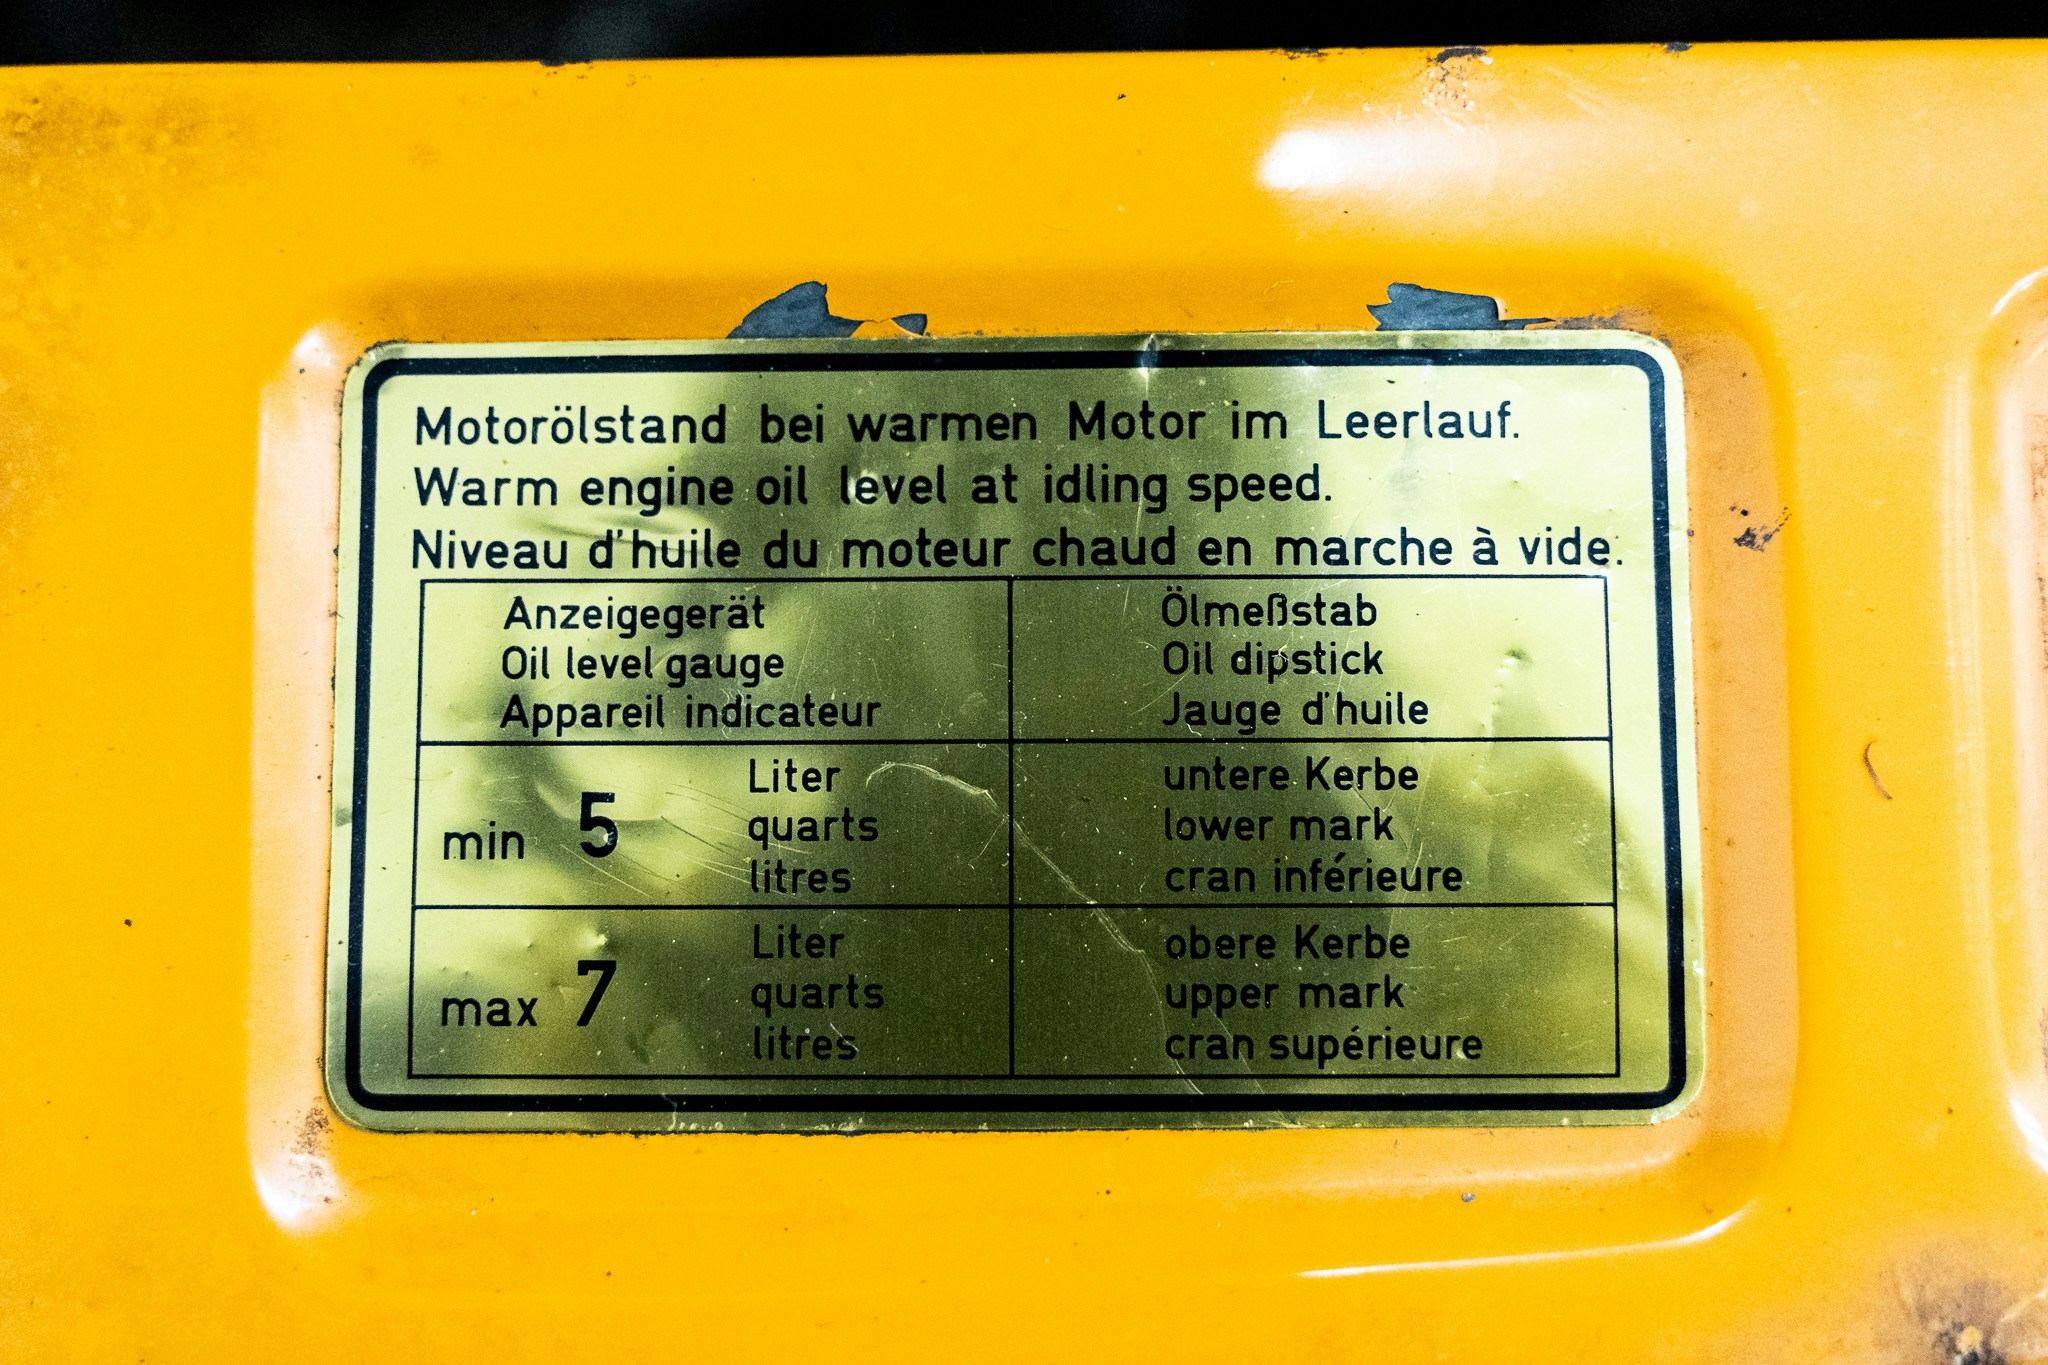 Motorölstand bei warmen Motor im Leerlauf.
Warm engine oil level at idling speed.
Niveau d'huile du moteur chaud en marche à vide.
Anzeigegerät
Oil level gauge
Appareil indicateur
Ölmeßstab
Oil dipstick
Jauge d'huile
min 5
Liter
quarts
litres
untere Kerbe
lower mark
cran inférieure
max 7
Liter
quarts
litres
obere Kerbe
upper mark
cran supérieure